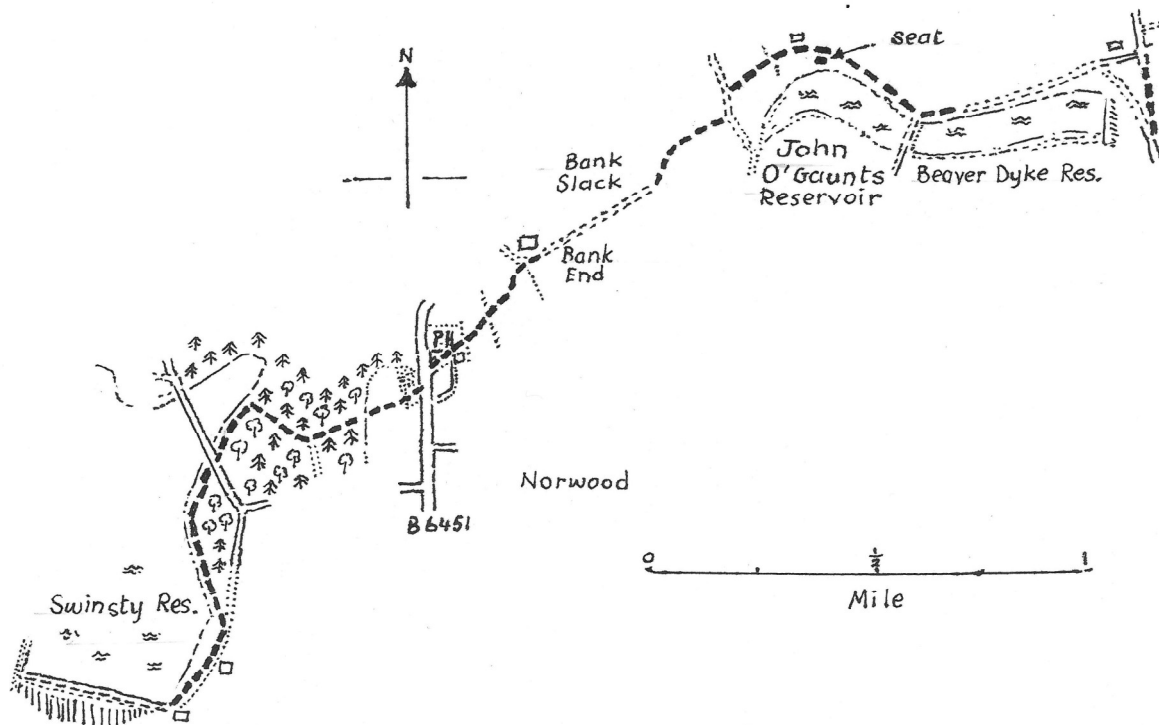 seat
N
John
O'Gaunts
Reservoir
Beaver Dyke Res.
Bank
Slack
Bank
End
P.H
Norwood
B6451
0 ½ 1
Mile
Swinsty Res.